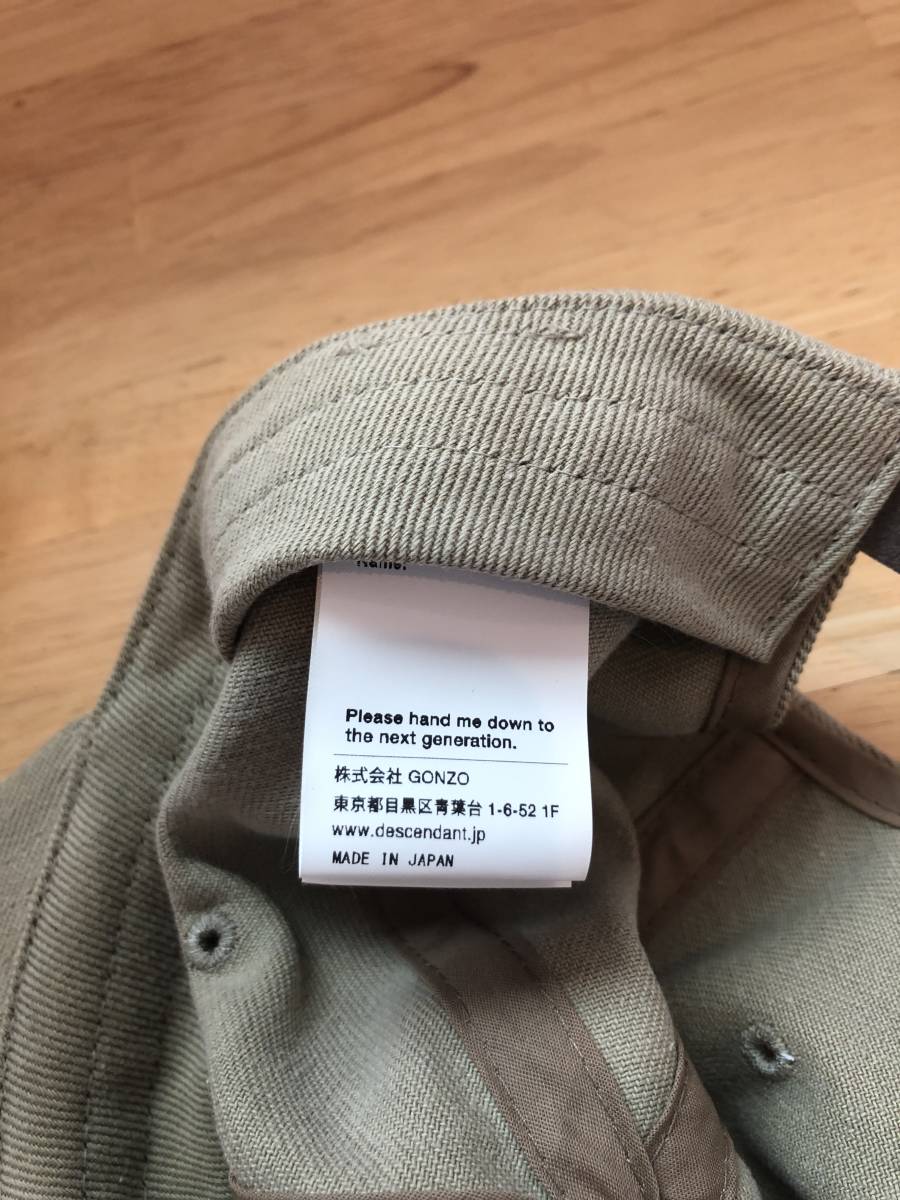 Name:
Please hand me down to
the next generation.
株式会社 GONZO
東京都目黒区青葉台 1-6-52 1F
www.descendant.jp
MADE IN JAPAN